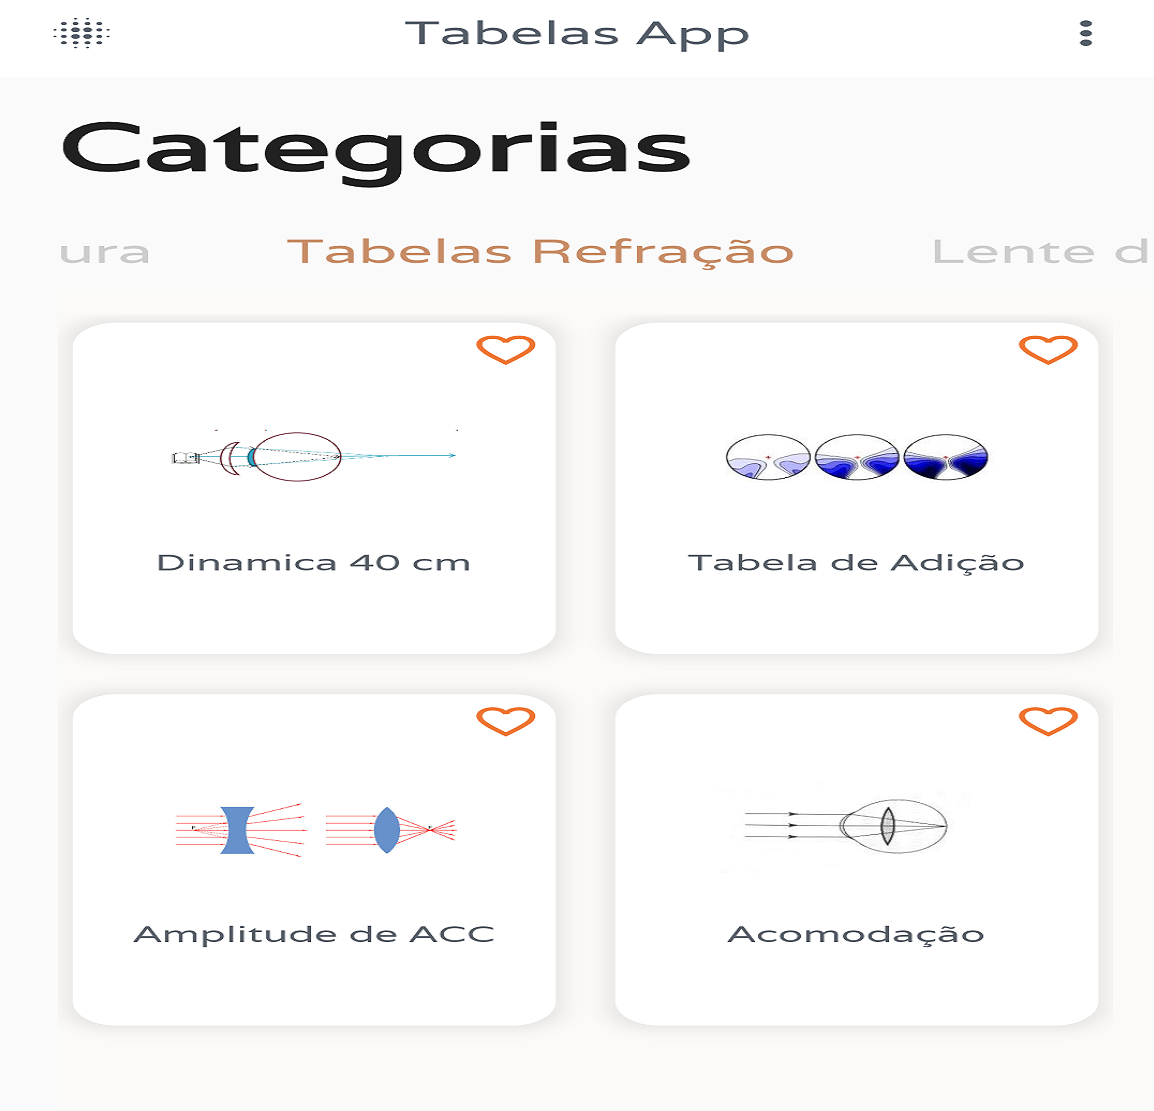 Tabelas App
Categorias
ura Tabelas Refração Lente d
Dinamica 40 cm
Tabela de Adição
Amplitude de ACC
Acomodação